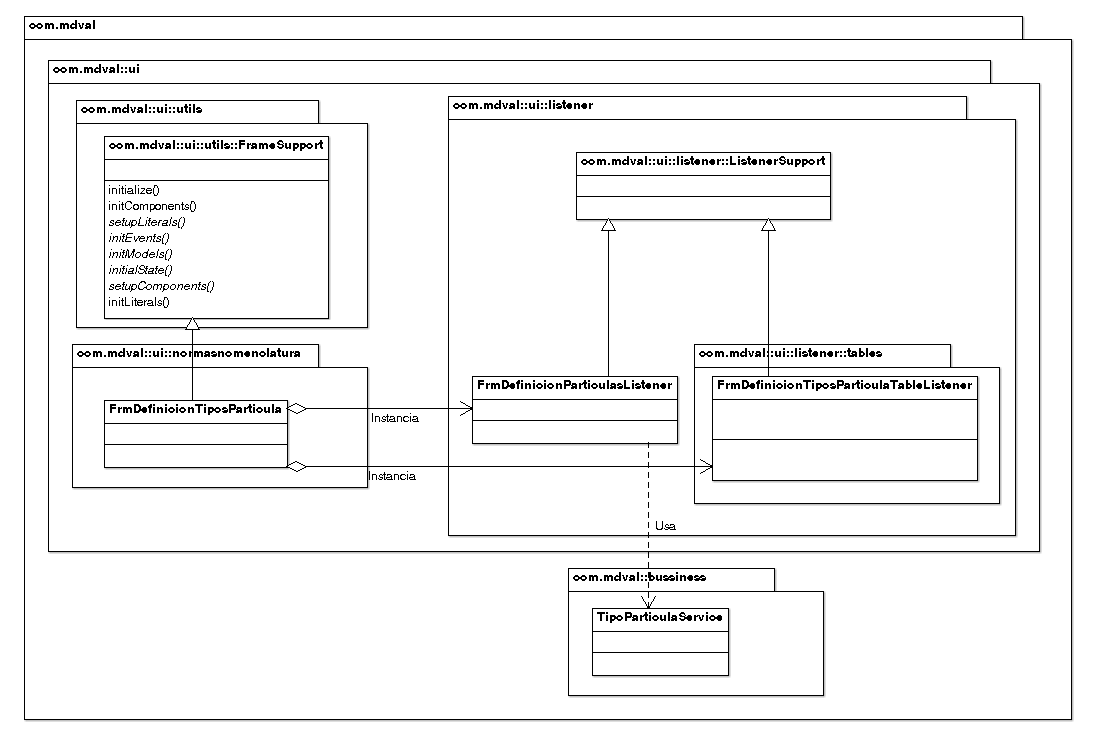 com.mdval
com.mdval::ui
com.mdval::ui::utils
com.mdval::ui::utils::FrameSupport
initialize()
initComponents()
setupLiterals()
initEvents()
initModels()
initialState()
setupComponents()
initLiterals()
com.mdval::ui::listener
com.mdval::ui::listener::ListenerSupport
com.mdval::ui::normasnomenclatura
FrmDefinicionTiposParticula
Instancia
Instancia
FrmDefinicionParticulasListener
com.mdval::ui::listener::tables
FrmDefinicionTiposParticulaTableListener
Usa
com.mdval::bussiness
TipoParticulaService